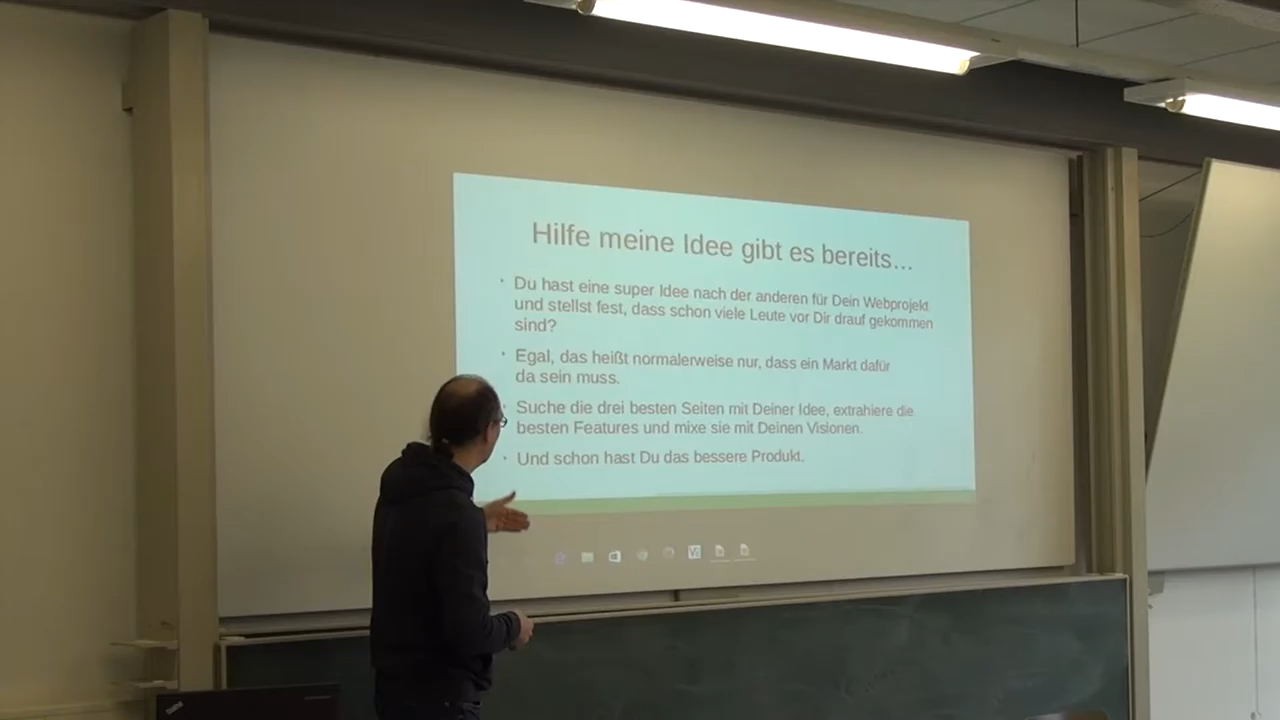 Hilfe meine Idee gibt es bereits...
· Du hast eine super Idee nach der anderen für Dein Webprojekt
und stellst fest, dass schon viele Leute vor Dir drauf gekommen
sind?
· Egal, das heißt normalerweise nur, dass ein Markt dafür
da sein muss.
· Suche die drei besten Seiten mit Deiner Idee, extrahiere die
besten Features und mixe sie mit Deinen Visionen.
· Und schon hast Du das bessere Produkt.
ThinkPad